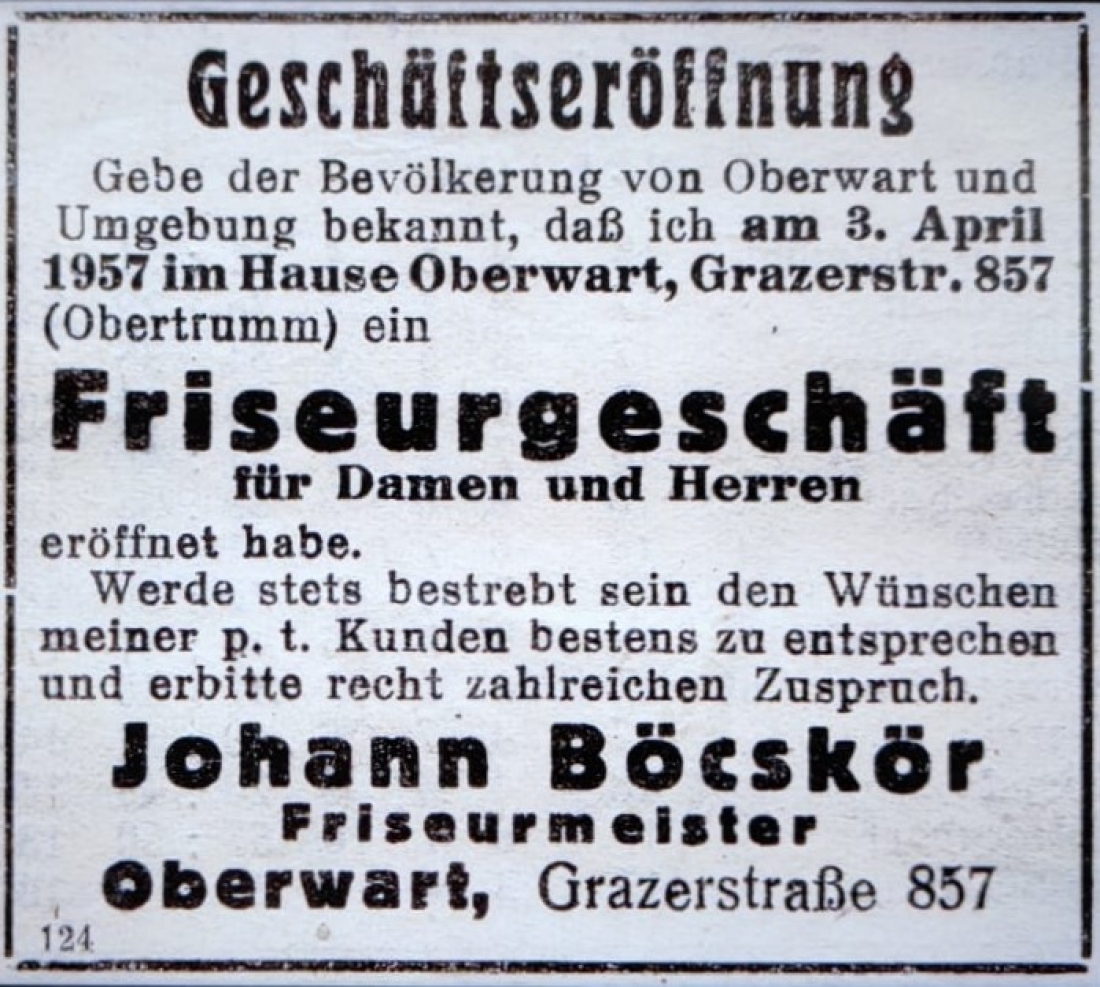 Geschäftseröffnung
Gebe der Bevölkerung von Oberwart und
Umgebung bekannt, daß ich am 3. April
1957 im Hause Oberwart, Grazerstr. 857
(Obertrumm) ein
Friseurgeschäft
für Damen und Herren
eröffnet habe.
Werde stets bestrebt sein den Wünschen
meiner p. t. Kunden bestens zu entsprechen
und erbitte recht zahlreichen Zuspruch.
Johann Böcskör
Friseurmeister
Oberwart, Grazerstraße 857
124